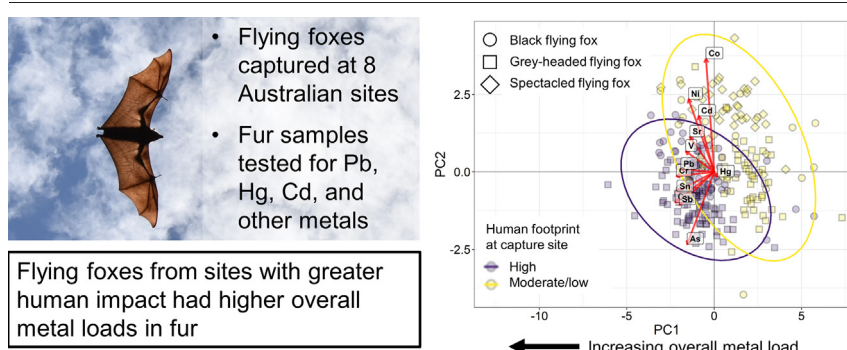 • Flying foxes
captured at 8
Australian sites
• Fur samples
tested for Pb,
Hg, Cd, and
other metals
Flying foxes from sites with greater
human impact had higher overall
metal loads in fur
Black flying fox
Grey-headed flying fox
Spectacled flying fox
PC2
2.5
0.0
-2.5
Co
Ni
Cd
Sr
V
Pb
Cr
Hg
Sn
Sb
As
Human footprint
at capture site
High
Moderate/low
-10
-5
0
5
PC1
Increasing overall metal load